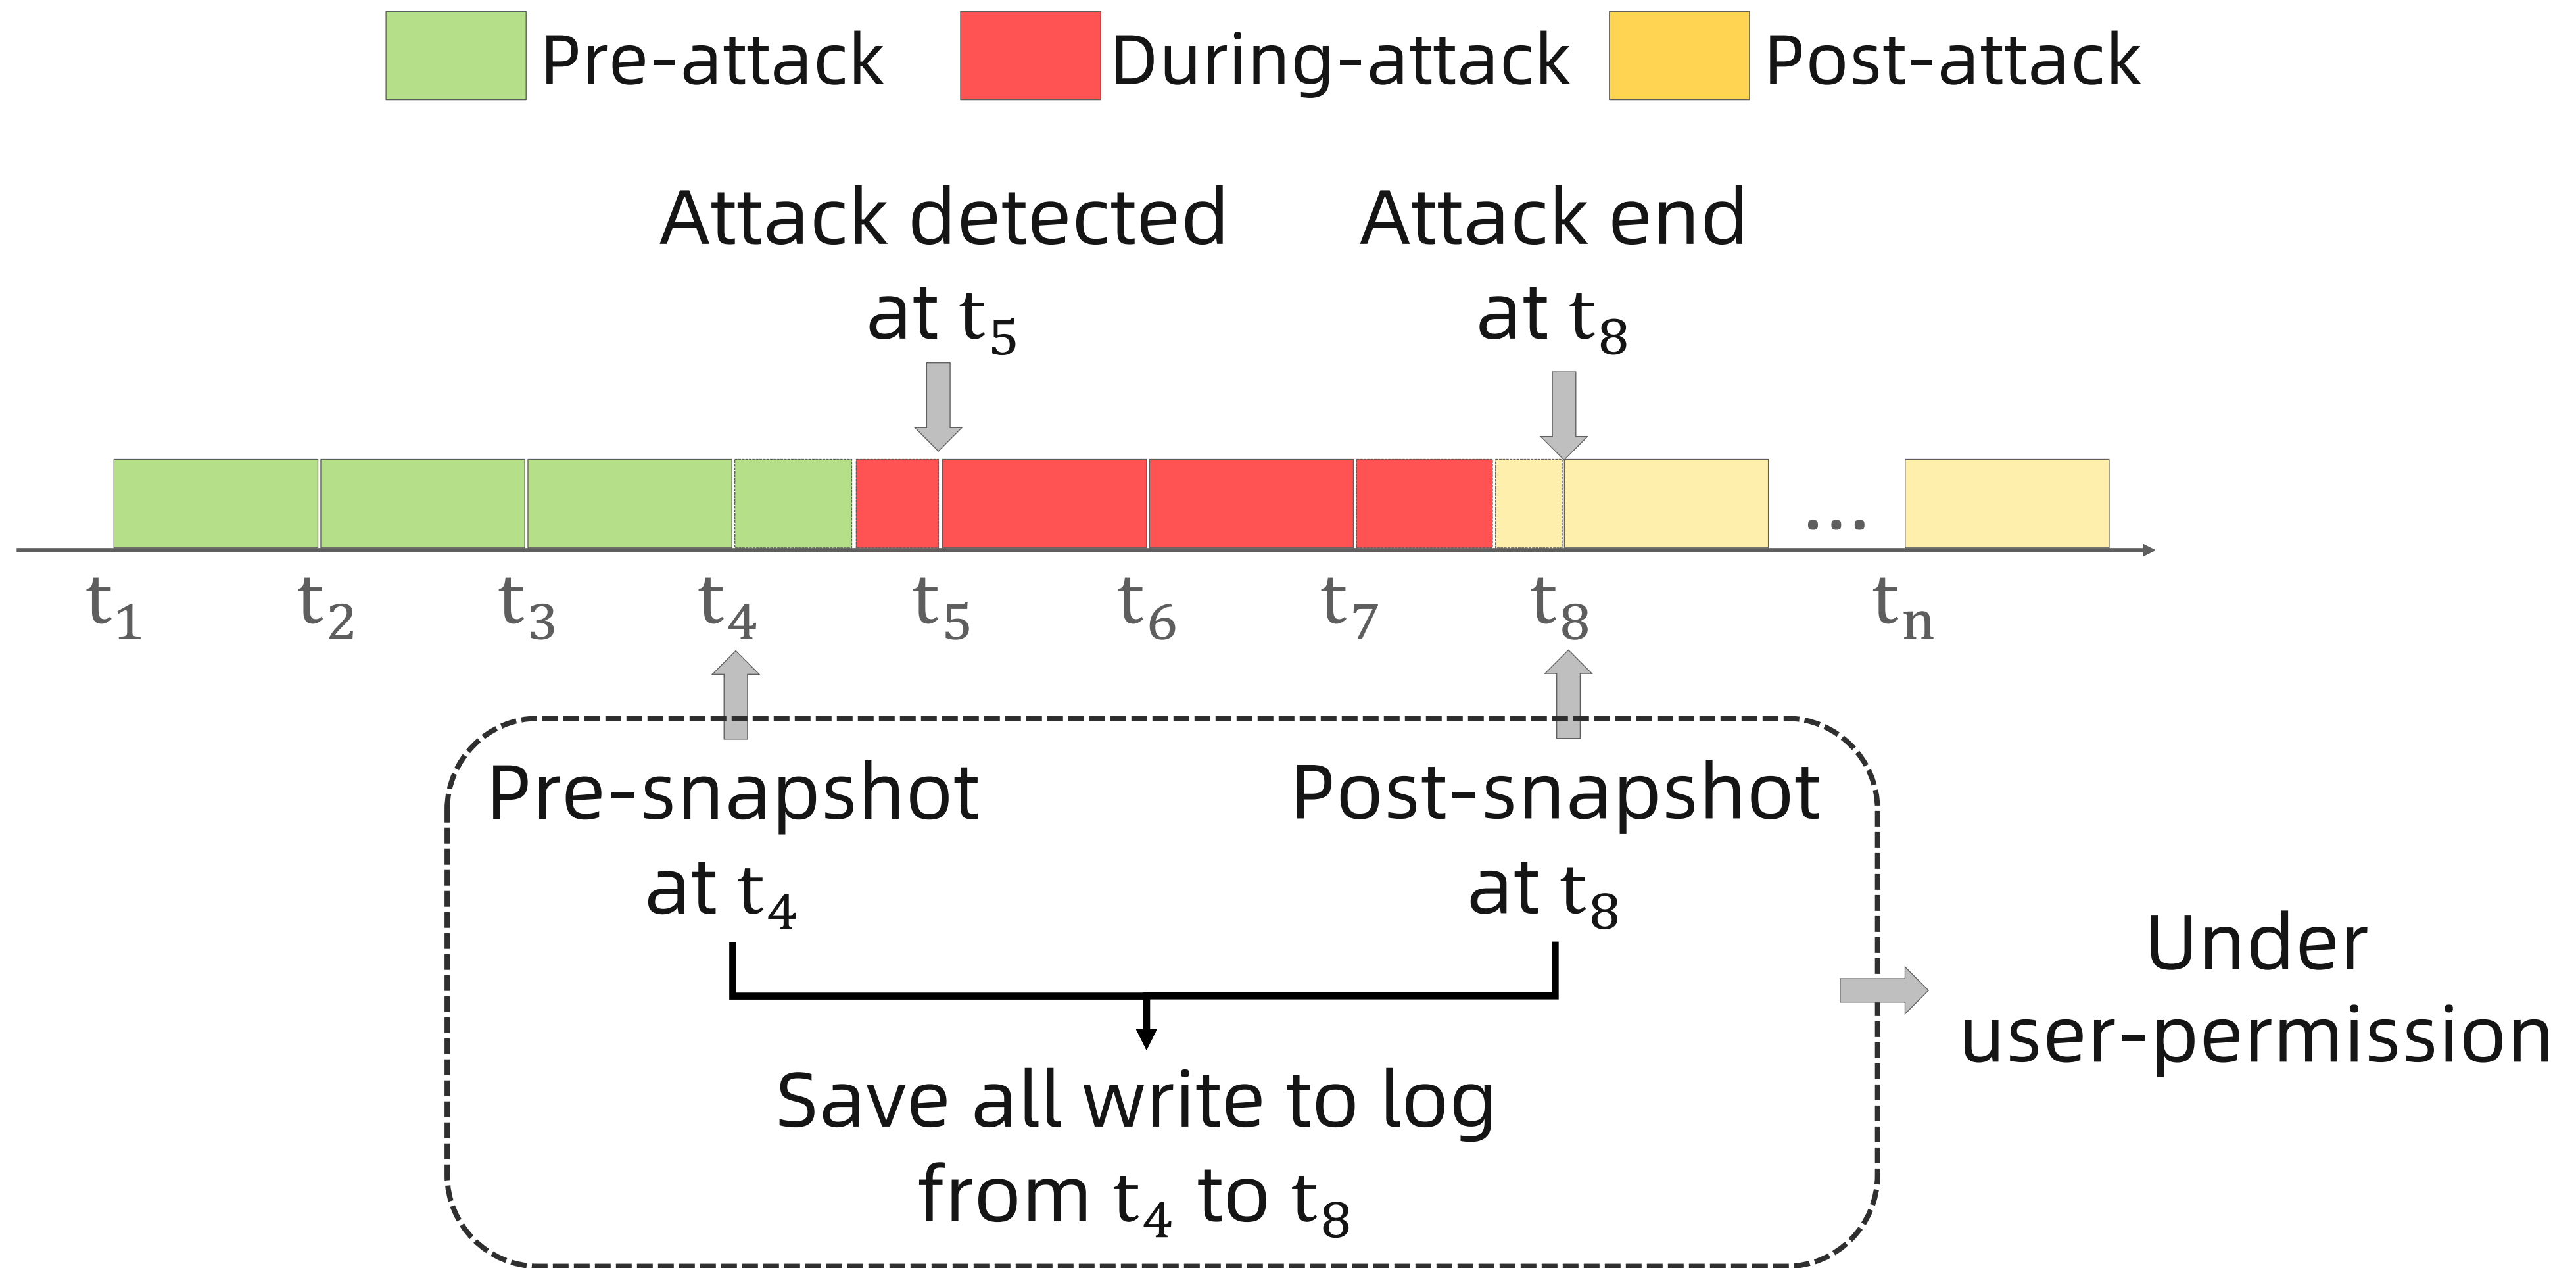 Pre-attack During-attack Post-attack
Attack detected
at t₅
Attack end
at t₈
...
t₁ t₂ t₃ t₄ t₅ t₆ t₇ t₈ tₙ
Pre-snapshot
at t₄
Post-snapshot
at t₈
Save all write to log
from t₄ to t₈
Under
user-permission